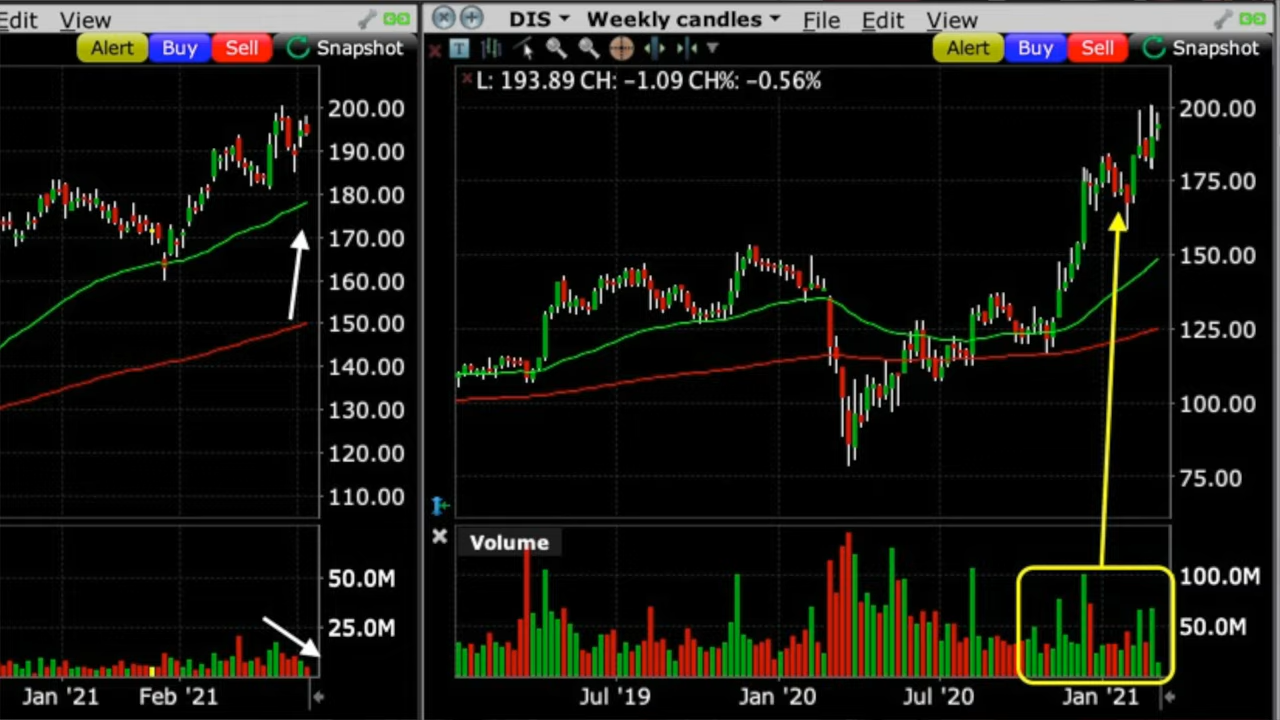 Edit View
Alert Buy Sell Snapshot
200.00
190.00
180.00
170.00
160.00
150.00
140.00
130.00
120.00
110.00
50.0M
25.0M
Jan '21 Feb '21
DIS Weekly candles File Edit View
T Alert Buy Sell Snapshot
L: 193.89 CH: −1.09 CH%: −0.56%
200.00
175.00
150.00
125.00
100.00
75.00
Volume
100.0M
50.0M
Jul '19 Jan '20 Jul '20 Jan '21